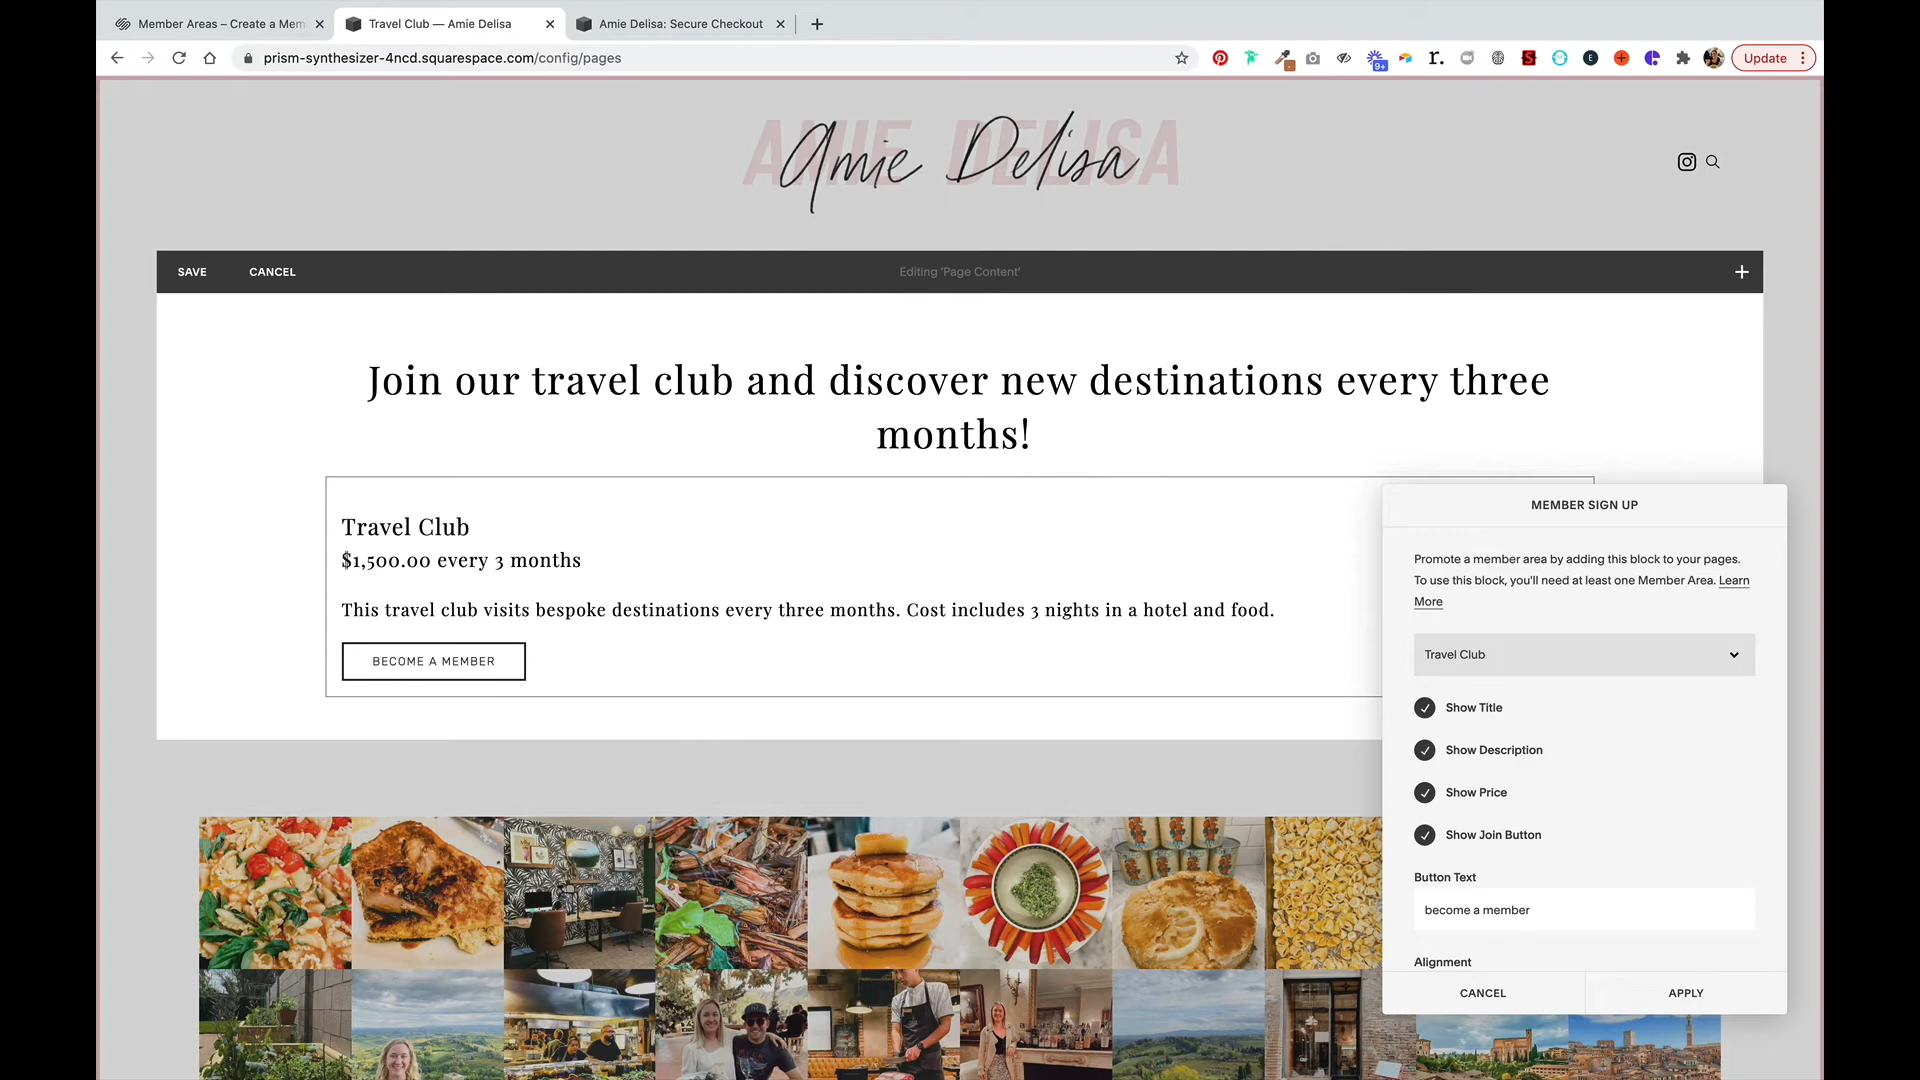 Member Areas – Create a Mem
Travel Club — Amie Delisa
Amie Delisa: Secure Checkout
prism-synthesizer-4ncd.squarespace.com/config/pages
9+
r.
S
E
Update
AMIE DELISA
Amie Delisa
SAVE
CANCEL
Editing 'Page Content'
Join our travel club and discover new destinations every three
months!
Travel Club
$1,500.00 every 3 months
This travel club visits bespoke destinations every three months. Cost includes 3 nights in a hotel and food.
BECOME A MEMBER
MEMBER SIGN UP
Promote a member area by adding this block to your pages.
To use this block, you'll need at least one Member Area. Learn
More
Travel Club
Show Title
Show Description
Show Price
Show Join Button
Button Text
become a member
Alignment
CANCEL
APPLY